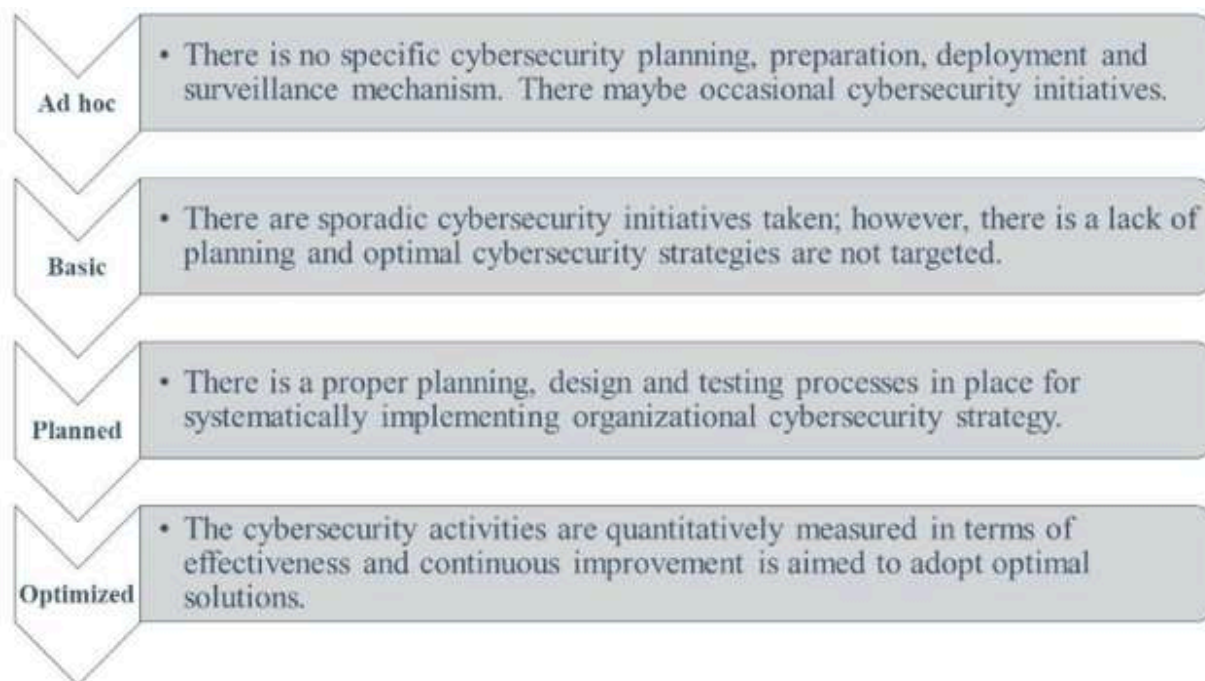 Ad hoc
• There is no specific cybersecurity planning, preparation, deployment and
surveillance mechanism. There maybe occasional cybersecurity initiatives.
Basic
• There are sporadic cybersecurity initiatives taken; however, there is a lack of
planning and optimal cybersecurity strategies are not targeted.
Planned
• There is a proper planning, design and testing processes in place for
systematically implementing organizational cybersecurity strategy.
Optimized
• The cybersecurity activities are quantitatively measured in terms of
effectiveness and continuous improvement is aimed to adopt optimal
solutions.